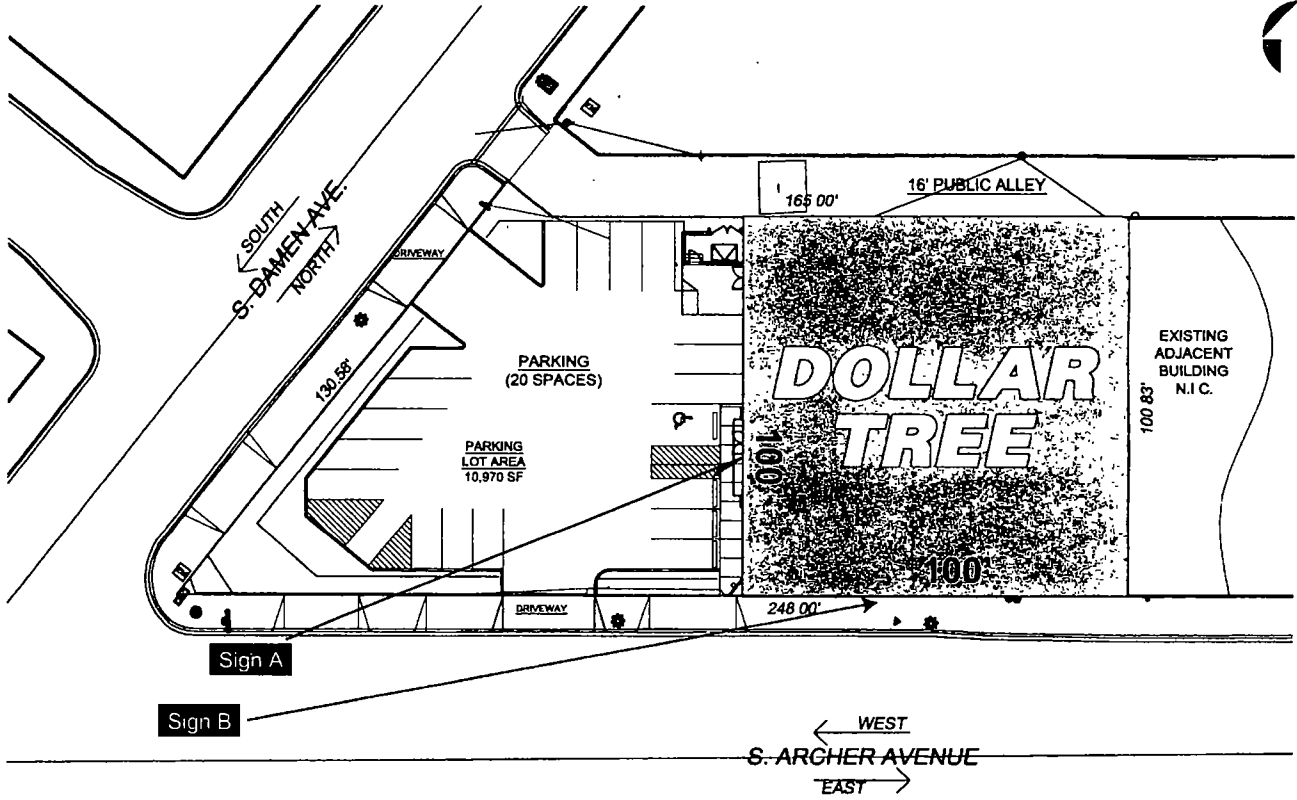 16' PUBLIC ALLEY
165 00'
SOUTH
S. DAMEN AVE.
NORTH
DRIVEWAY
130.58'
PARKING
(20 SPACES)
PARKING
LOT AREA
10,970 SF
DOLLAR
TREE
100'
100'
EXISTING
ADJACENT
BUILDING
N.I C.
100 83'
DRIVEWAY
248 00'
Sign A
Sign B
WEST
S. ARCHER AVENUE
EAST